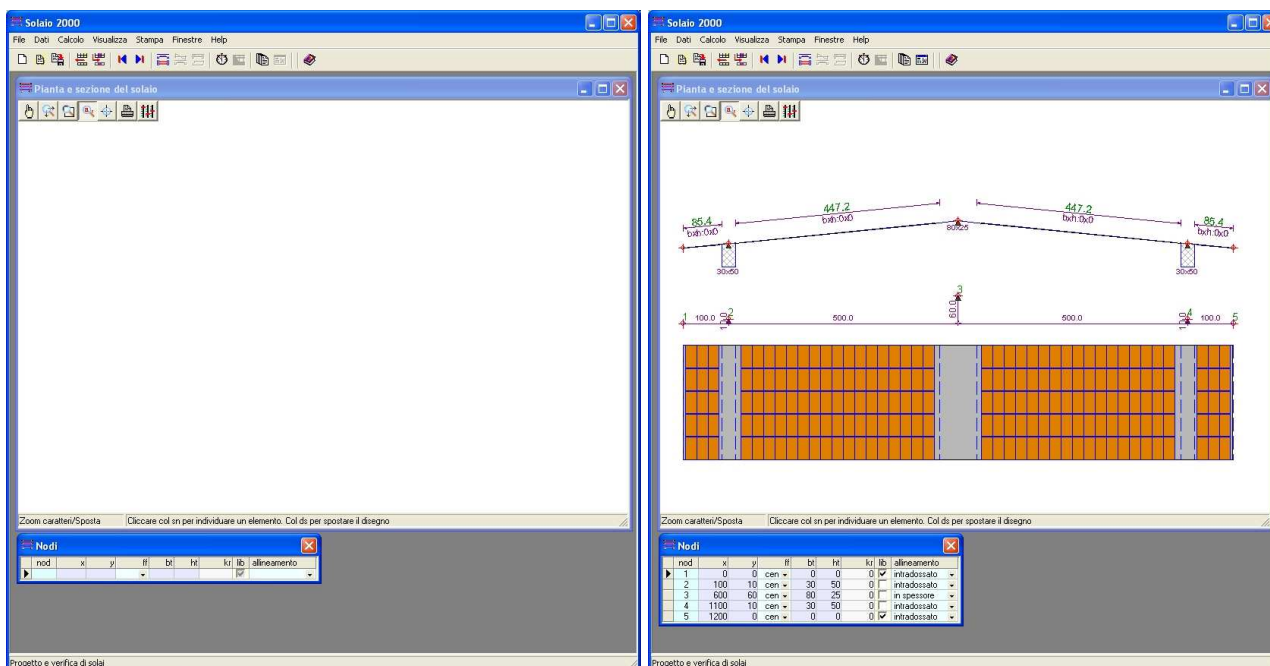 Solaio 2000
File Dati Calcolo Visualizza Stampa Finestre Help
Pianta e sezione del solaio
Zoom caratteri/Sposta Cliccare col sn per individuare un elemento. Col ds per spostare il disegno
Nodi
nod x y ff bt ht kr lib allineamento
Progetto e verifica di solai
Solaio 2000
File Dati Calcolo Visualizza Stampa Finestre Help
Pianta e sezione del solaio
85.4 447.2 447.2 85.4
bxh:0x0 bxh:0x0 bxh:0x0 bxh:0x0
80x25
30x50 30x50
1 2 3 4 5
100.0 500.0 60.0 500.0 100.0
Zoom caratteri/Sposta Cliccare col sn per individuare un elemento. Col ds per spostare il disegno
Nodi
nod x y ff bt ht kr lib allineamento
1 0 0 cen 0 0 0 intradossato
2 100 10 cen 30 50 0 intradossato
3 600 60 cen 80 25 0 in spessore
4 1100 10 cen 30 50 0 intradossato
5 1200 0 cen 0 0 0 intradossato
Progetto e verifica di solai